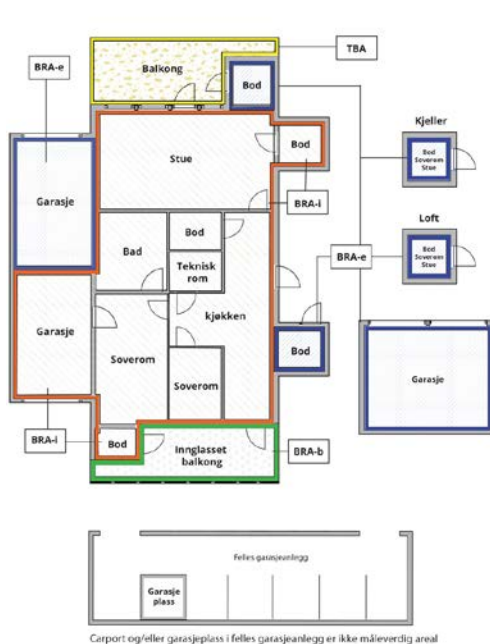 TBA
BRA-e
Balkong
Bod
Kjeller
Bod
Soverom
Stue
Stue
Bod
Garasje
BRA-i
Loft
Bod
Bad
Teknisk
rom
BRA-e
Bod
Soverom
Stue
kjøkken
Garasje
Bod
Garasje
Soverom
Soverom
BRA-i
Bod
Innglasset
balkong
BRA-b
Felles garasjeanlegg
Garasje
plass
Carport og/eller garasjeplass i felles garasjeanlegg er ikke måleverdig areal